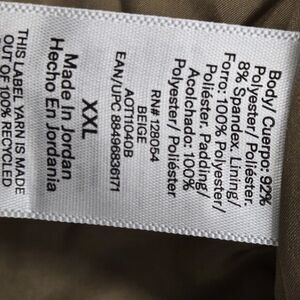 Body/ Cuerpo: 92%
Polyester/ Poliéster
8% Spandex. Lining/
Forro: 100% Polyester/
Poliéster. Padding/
Acolchado: 100%
Polyester/ Poliéster
RN# 128054
BEIGE
AOT11040B
EAN/UPC 88496836171
XXL
Made In Jordan
Hecho En Jordania
THIS LABEL YARN IS MADE
OUT OF 100% RECYCLED